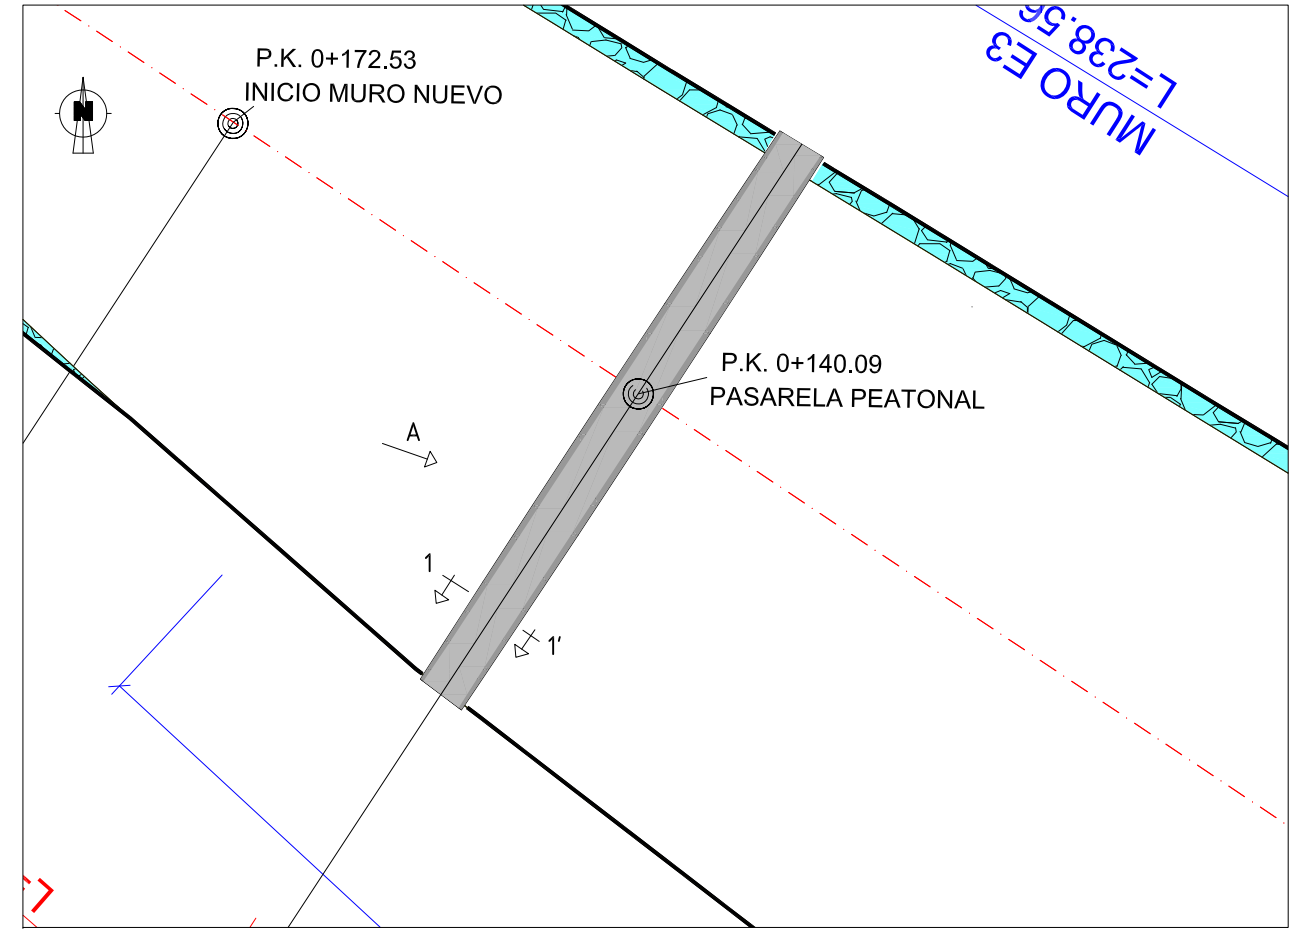 P.K. 0+172.53
INICIO MURO NUEVO
N
MURO E3
L=238.56
P.K. 0+140.09
PASARELA PEATONAL
A
1
1'